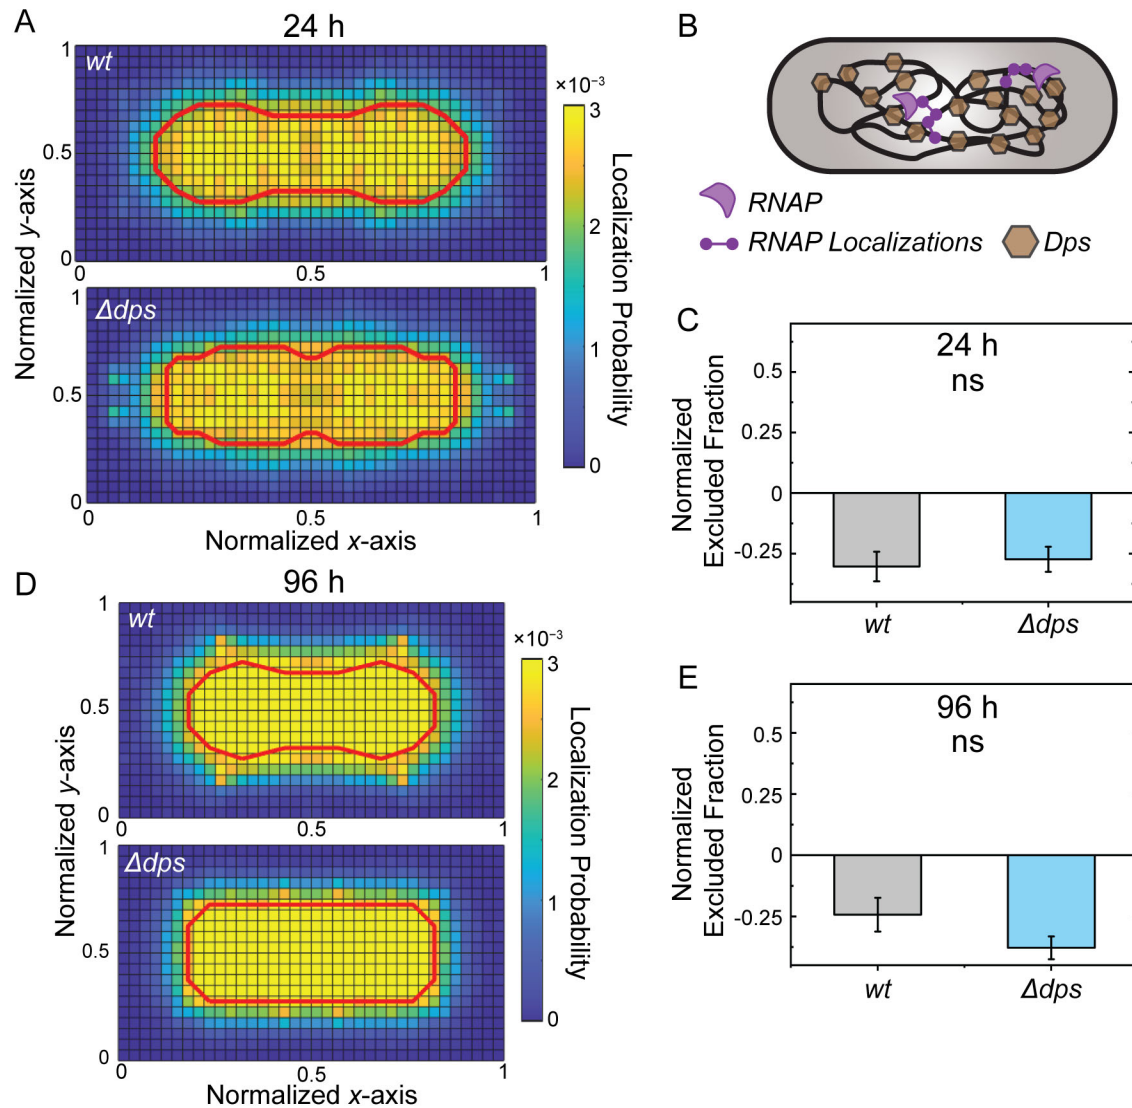 A
24 h
wt
1
0.5
0
0
0.5
1
Δdps
1
0.5
0
0
0.5
1
Normalized y-axis
Normalized x-axis
×10⁻³
3
2
1
0
Localization Probability
B
RNAP
RNAP Localizations
Dps
C
24 h
ns
0.5
0.25
0
-0.25
Normalized
Excluded Fraction
wt
Δdps
D
96 h
wt
1
0.5
0
0
0.5
1
Δdps
1
0.5
0
0
0.5
1
Normalized y-axis
Normalized x-axis
×10⁻³
3
2
1
0
Localization Probability
E
96 h
ns
0.5
0.25
0
-0.25
Normalized
Excluded Fraction
wt
Δdps